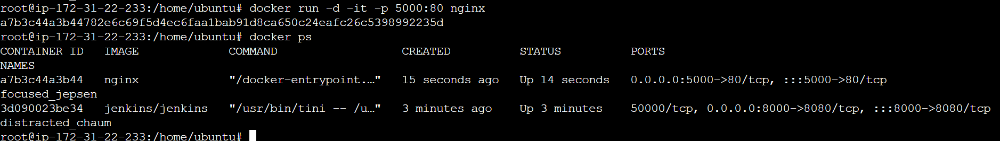 root@ip-172-31-22-233:/home/ubuntu# docker run -d -it -p 5000:80 nginx
a7b3c44a3b44782e6c69f5d4ec6faa1bab91d8ca650c24eafc26c5398992235d
root@ip-172-31-22-233:/home/ubuntu# docker ps
CONTAINER ID   IMAGE             COMMAND                  CREATED          STATUS          PORTS
NAMES
a7b3c44a3b44   nginx             "/docker-entrypoint.…"   15 seconds ago   Up 14 seconds   0.0.0.0:5000->80/tcp, :::5000->80/tcp
focused_jepsen
3d090023be34   jenkins/jenkins   "/usr/bin/tini -- /u…"   3 minutes ago    Up 3 minutes    50000/tcp, 0.0.0.0:8000->8080/tcp, :::8000->8080/tcp
distracted_chaum
root@ip-172-31-22-233:/home/ubuntu#